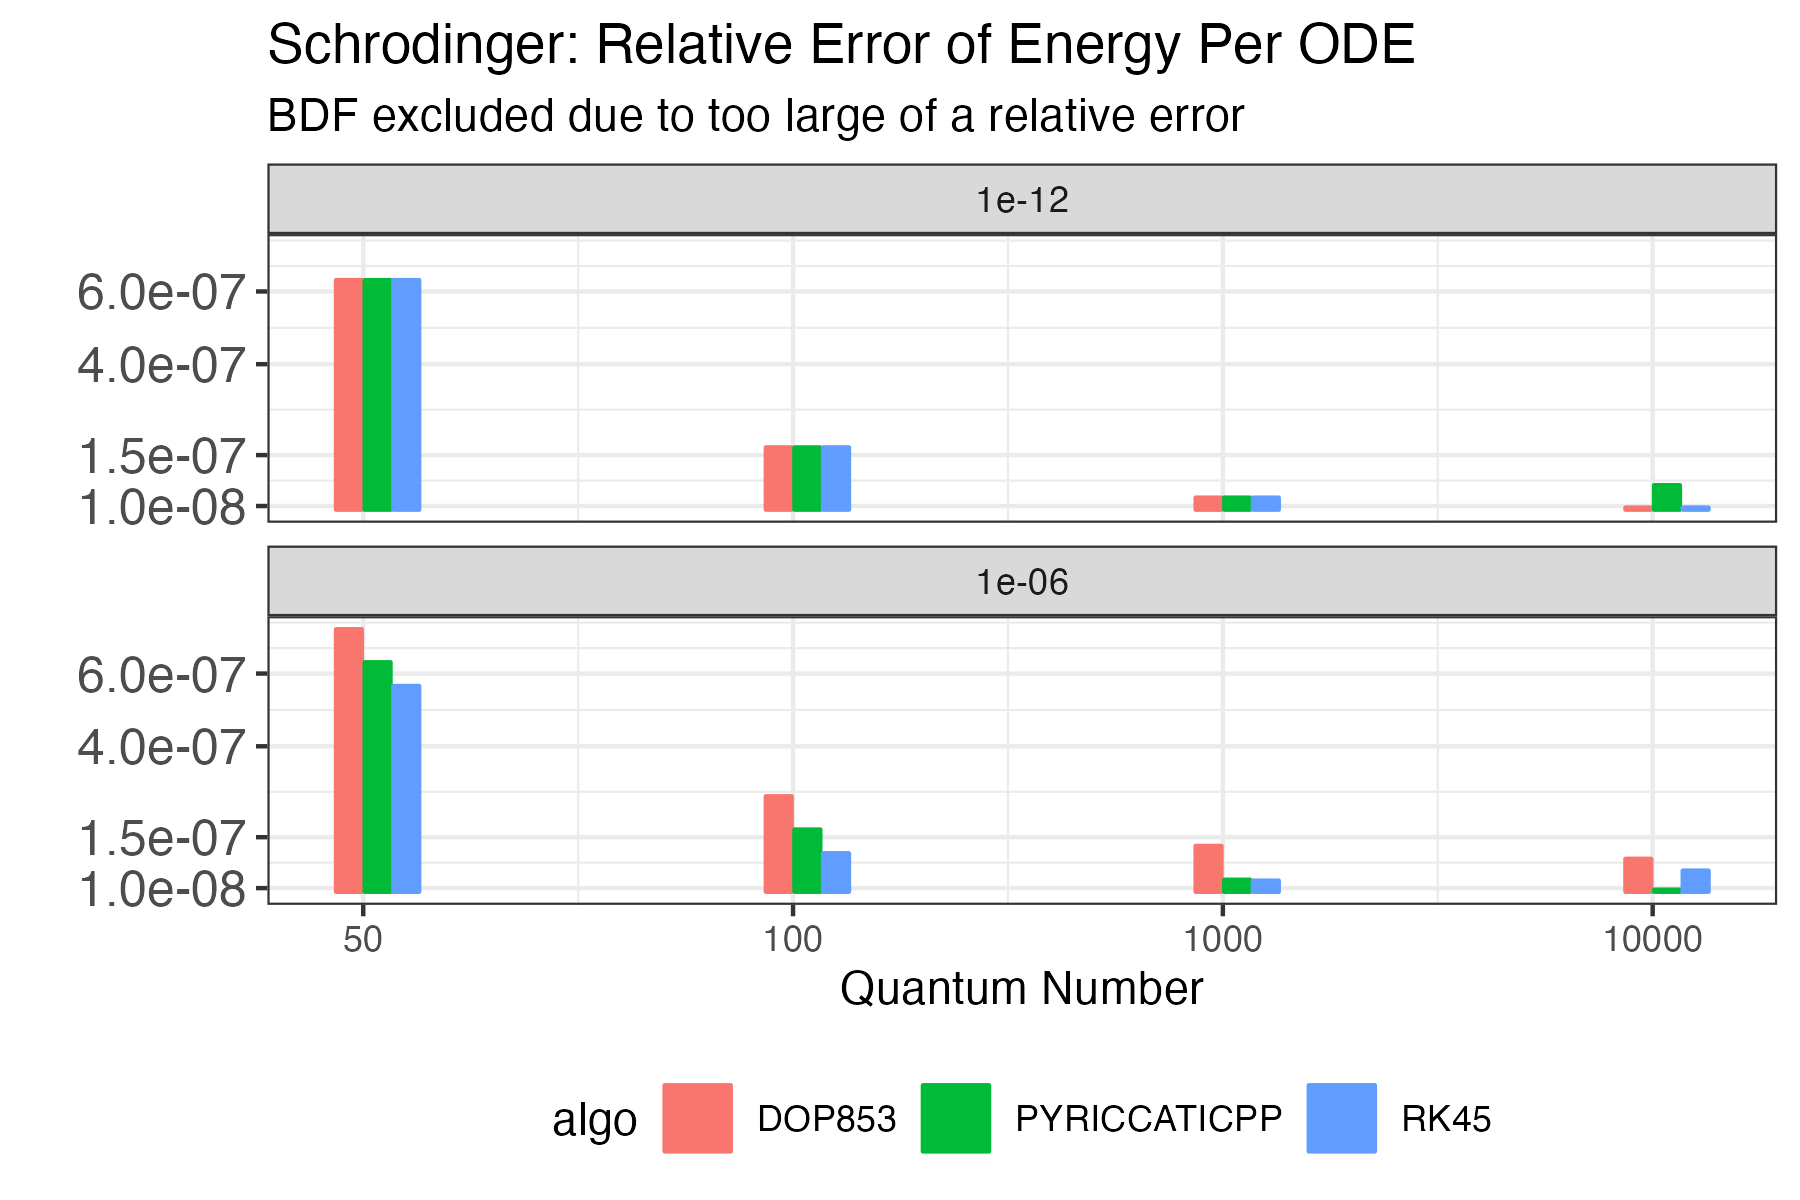 Schrodinger: Relative Error of Energy Per ODE
BDF excluded due to too large of a relative error
1e-12
6.0e-07
4.0e-07
1.5e-07
1.0e-08
1e-06
6.0e-07
4.0e-07
1.5e-07
1.0e-08
50 100 1000 10000
Quantum Number
algo DOP853 PYRICCATICPP RK45